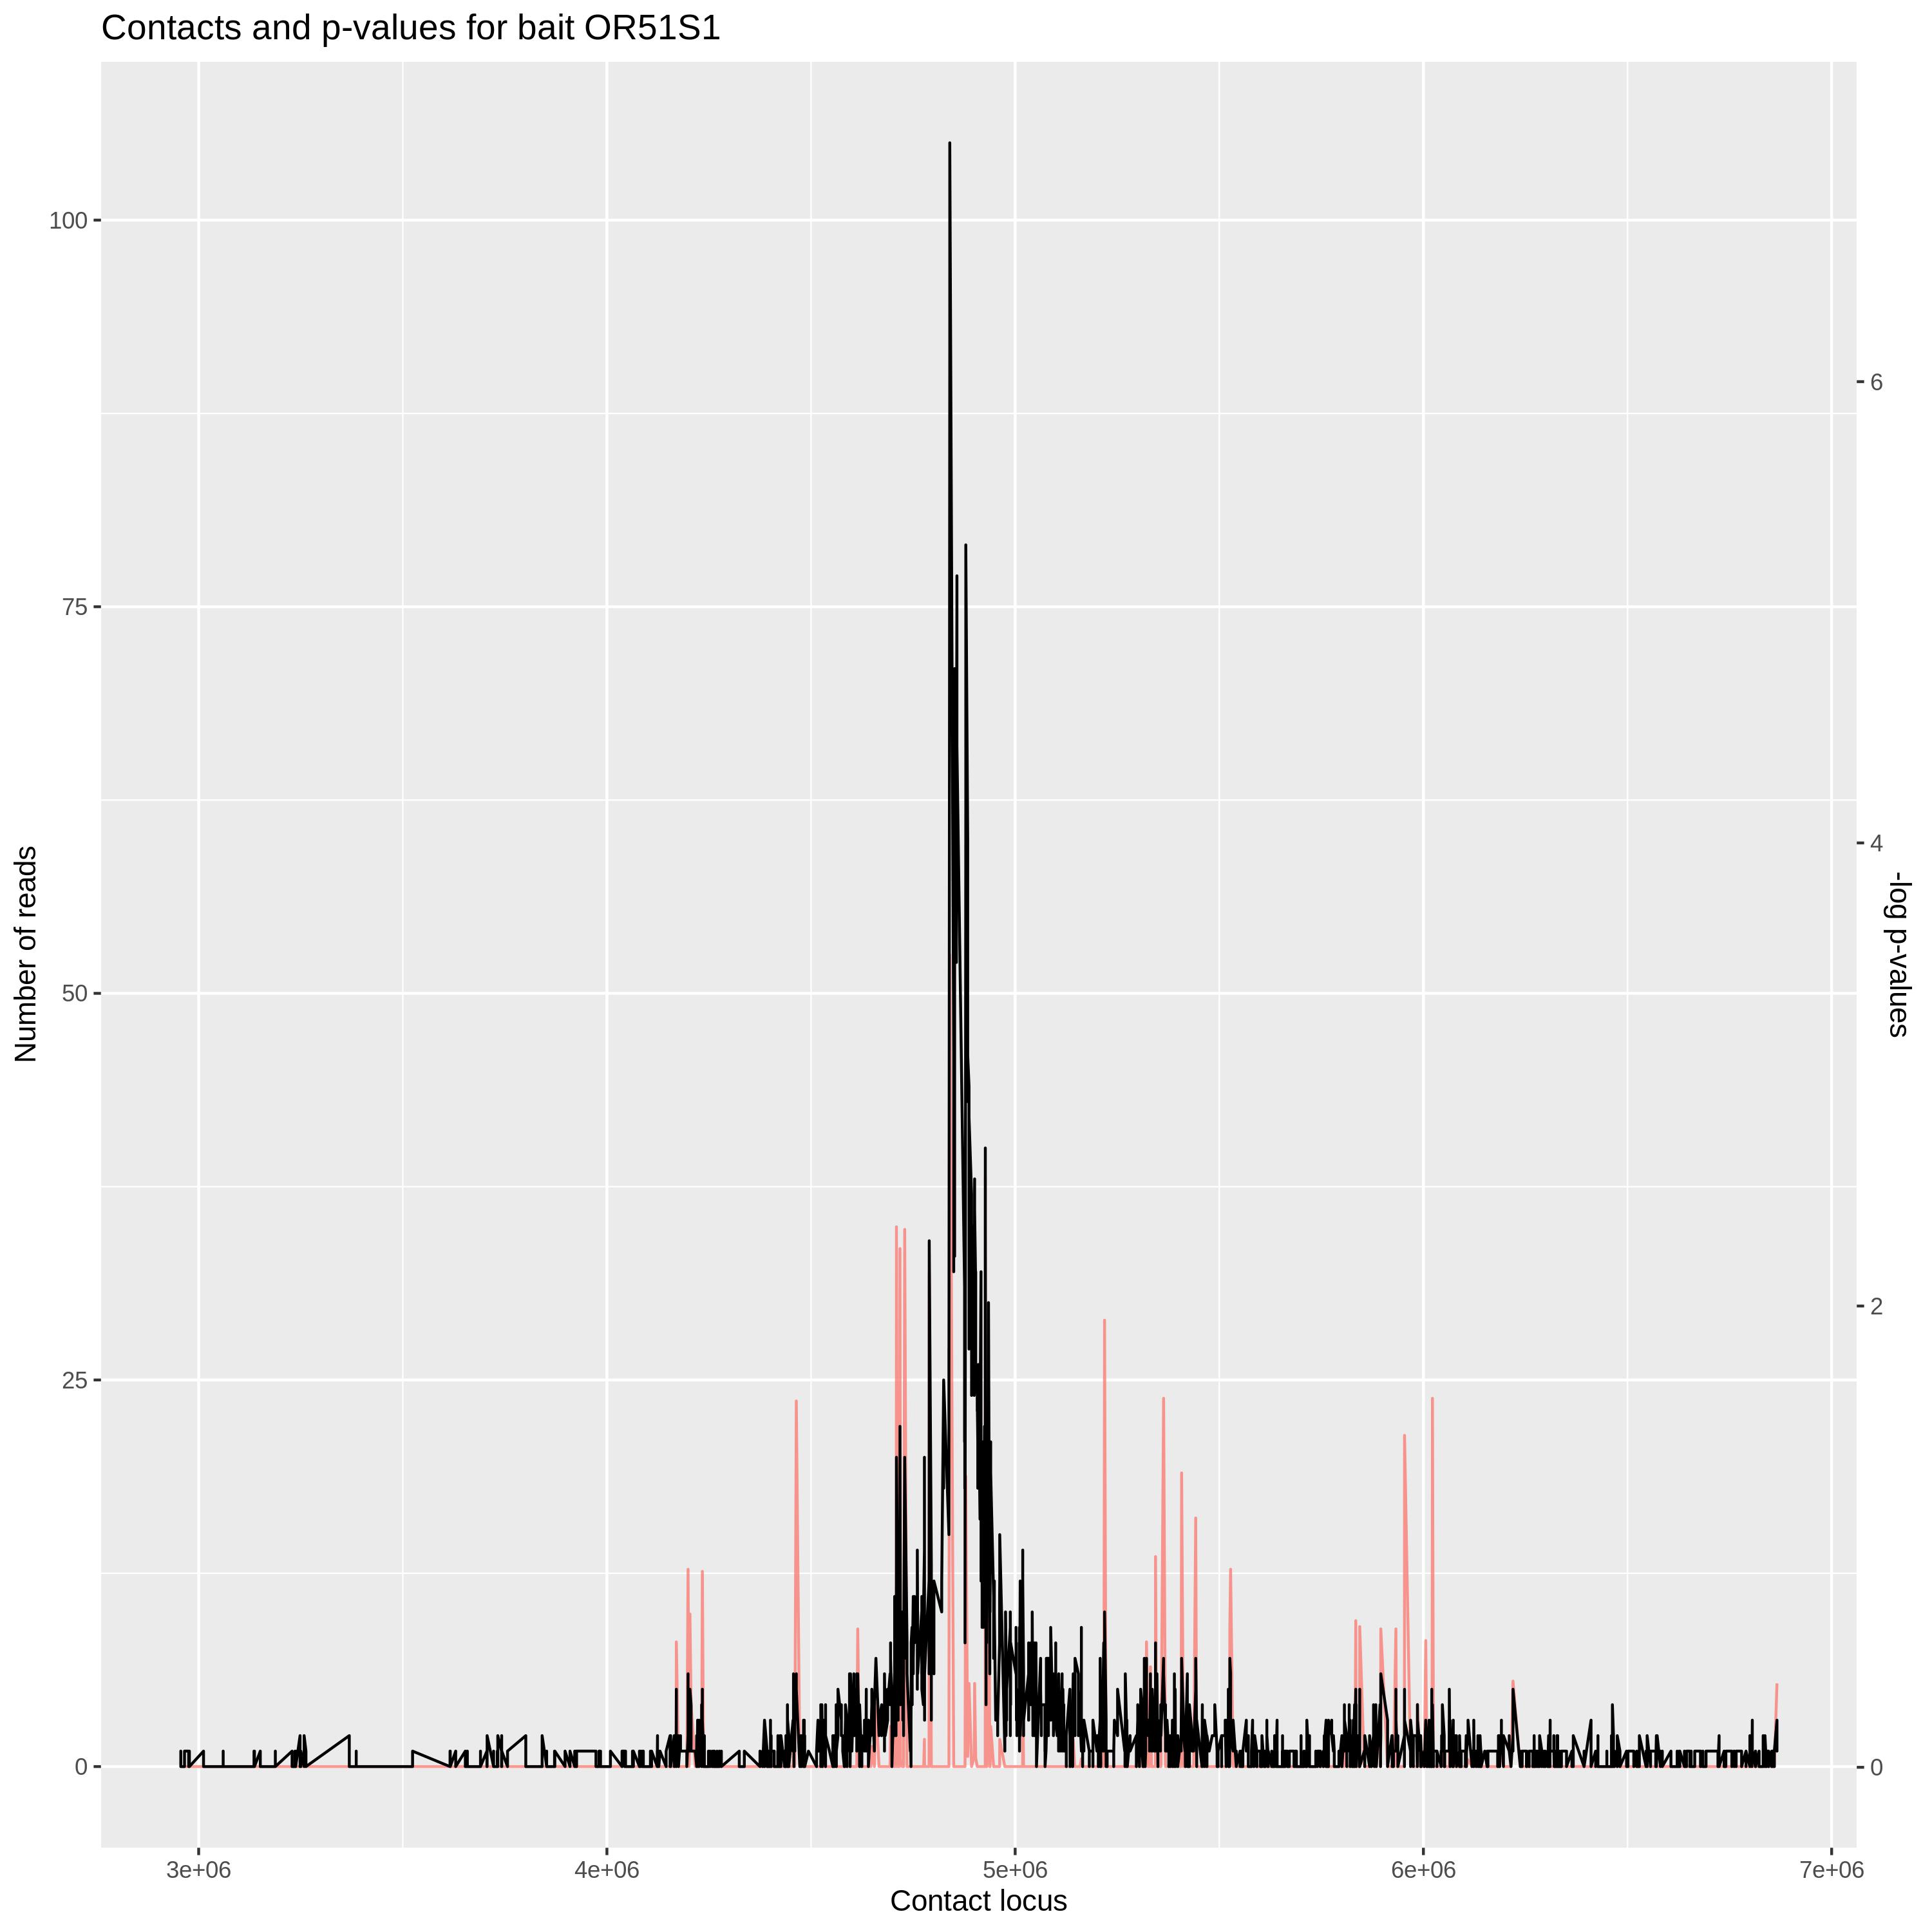 Contacts and p-values for bait OR51S1
100
75
50
25
0
Number of reads
6
4
2
0
-log p-values
3e+06
4e+06
5e+06
6e+06
7e+06
Contact locus